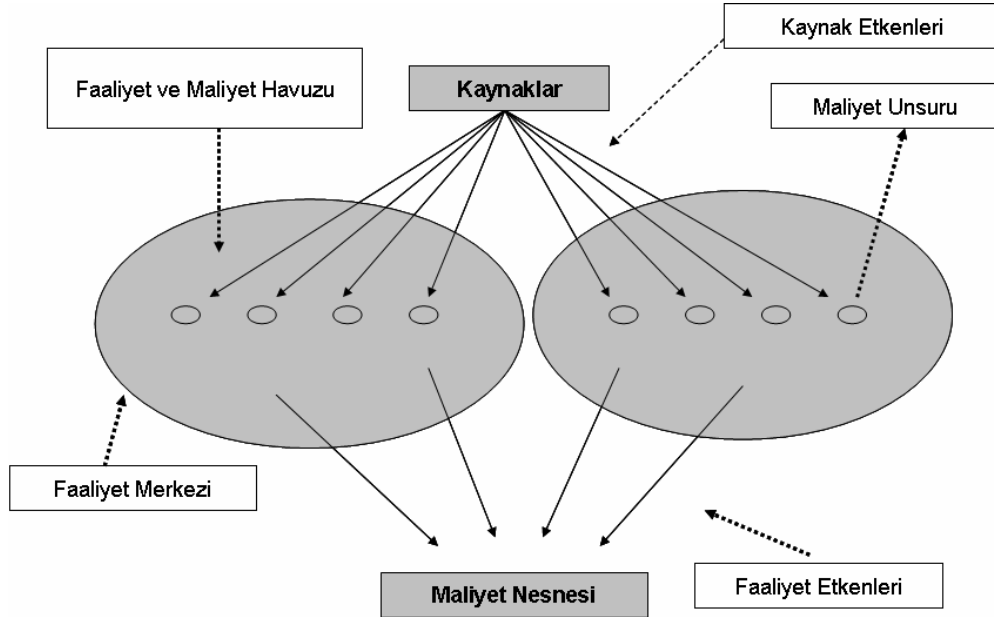 Kaynak Etkenleri
Faaliyet ve Maliyet Havuzu
Kaynaklar
Maliyet Unsuru
Faaliyet Merkezi
Maliyet Nesnesi
Faaliyet Etkenleri